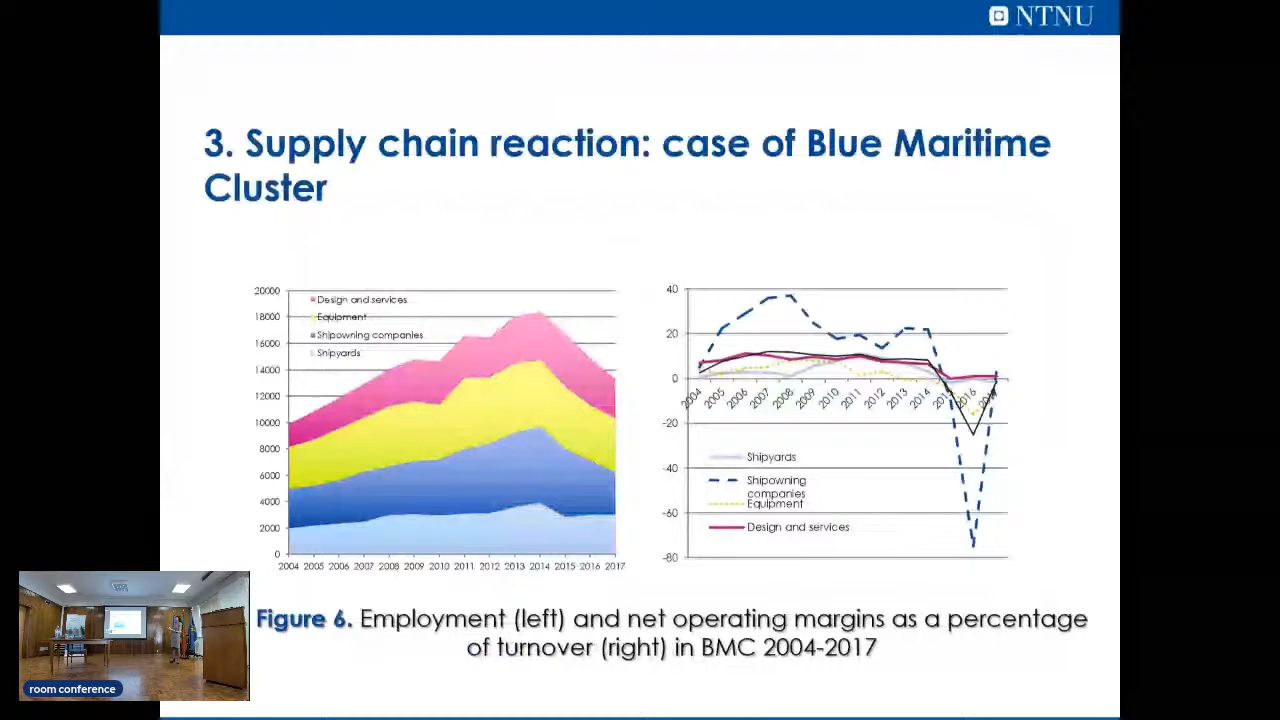 NTNU
3. Supply chain reaction: case of Blue Maritime
Cluster
20000
18000
16000
14000
12000
10000
8000
6000
4000
2000
0
Design and services
Equipment
Shipowning companies
Shipyards
2004 2005 2006 2007 2008 2009 2010 2011 2012 2013 2014 2015 2016 2017
40
20
0
-20
-40
-60
-80
2004 2005 2006 2007 2008 2009 2010 2011 2012 2013 2014 2016
Shipyards
Shipowning
companies
Equipment
Design and services
Figure 6. Employment (left) and net operating margins as a percentage
of turnover (right) in BMC 2004-2017
room conference